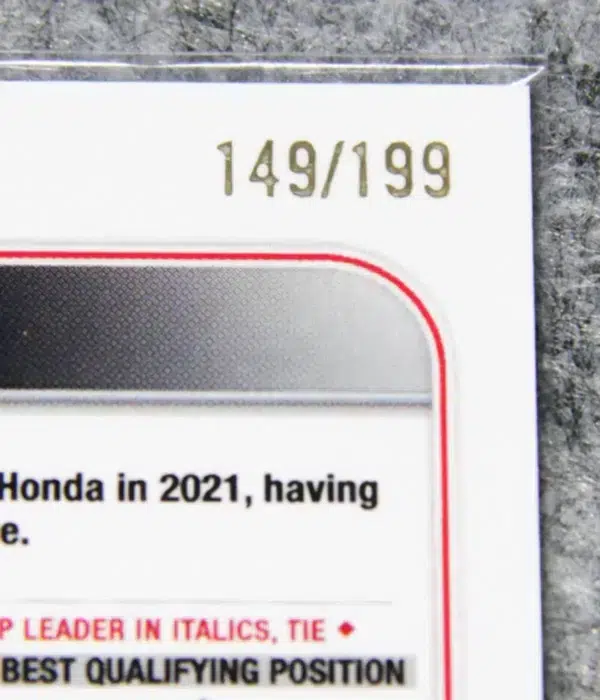 149/199
Honda in 2021, having
e.
P LEADER IN ITALICS, TIE ♦
BEST QUALIFYING POSITION